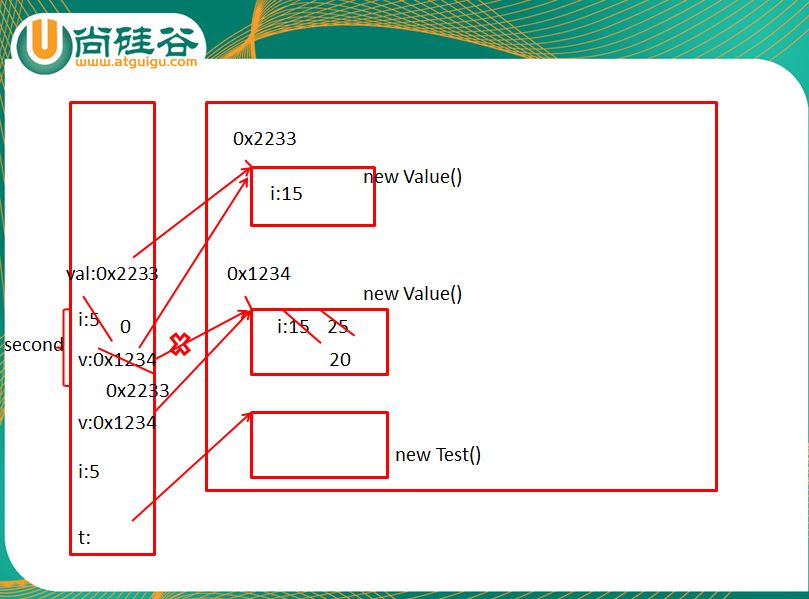 U尚硅谷
www.atguigu.com
0x2233
new Value()
i:15
val:0x2233
0x1234
new Value()
i:5
0
i:15 25
second
v:0x1234
20
0x2233
v:0x1234
new Test()
i:5
t: